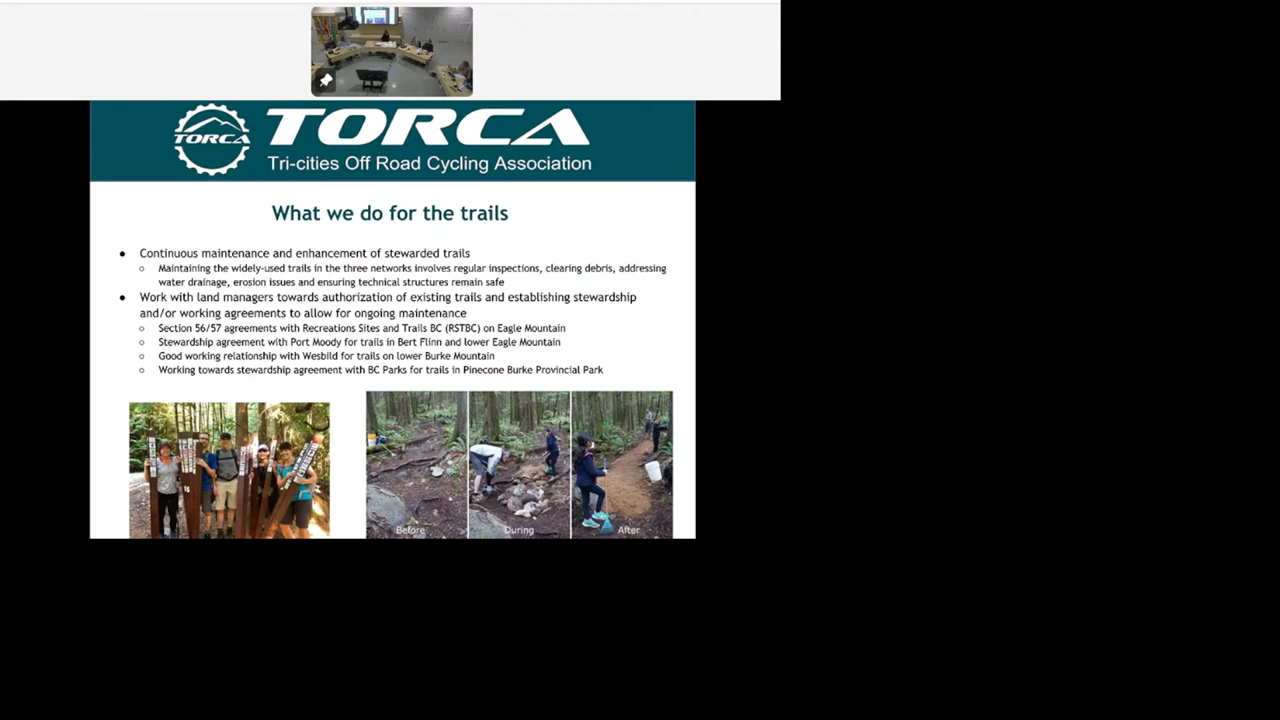 TORCA
TORCA
Tri-cities Off Road Cycling Association
What we do for the trails
● Continuous maintenance and enhancement of stewarded trails
○ Maintaining the widely-used trails in the three networks involves regular inspections, clearing debris, addressing
water drainage, erosion issues and ensuring technical structures remain safe
● Work with land managers towards authorization of existing trails and establishing stewardship
and/or working agreements to allow for ongoing maintenance
○ Section 56/57 agreements with Recreations Sites and Trails BC (RSTBC) on Eagle Mountain
○ Stewardship agreement with Port Moody for trails in Bert Flinn and lower Eagle Mountain
○ Good working relationship with Wesbild for trails on lower Burke Mountain
○ Working towards stewardship agreement with BC Parks for trails in Pinecone Burke Provincial Park
Before
During
After